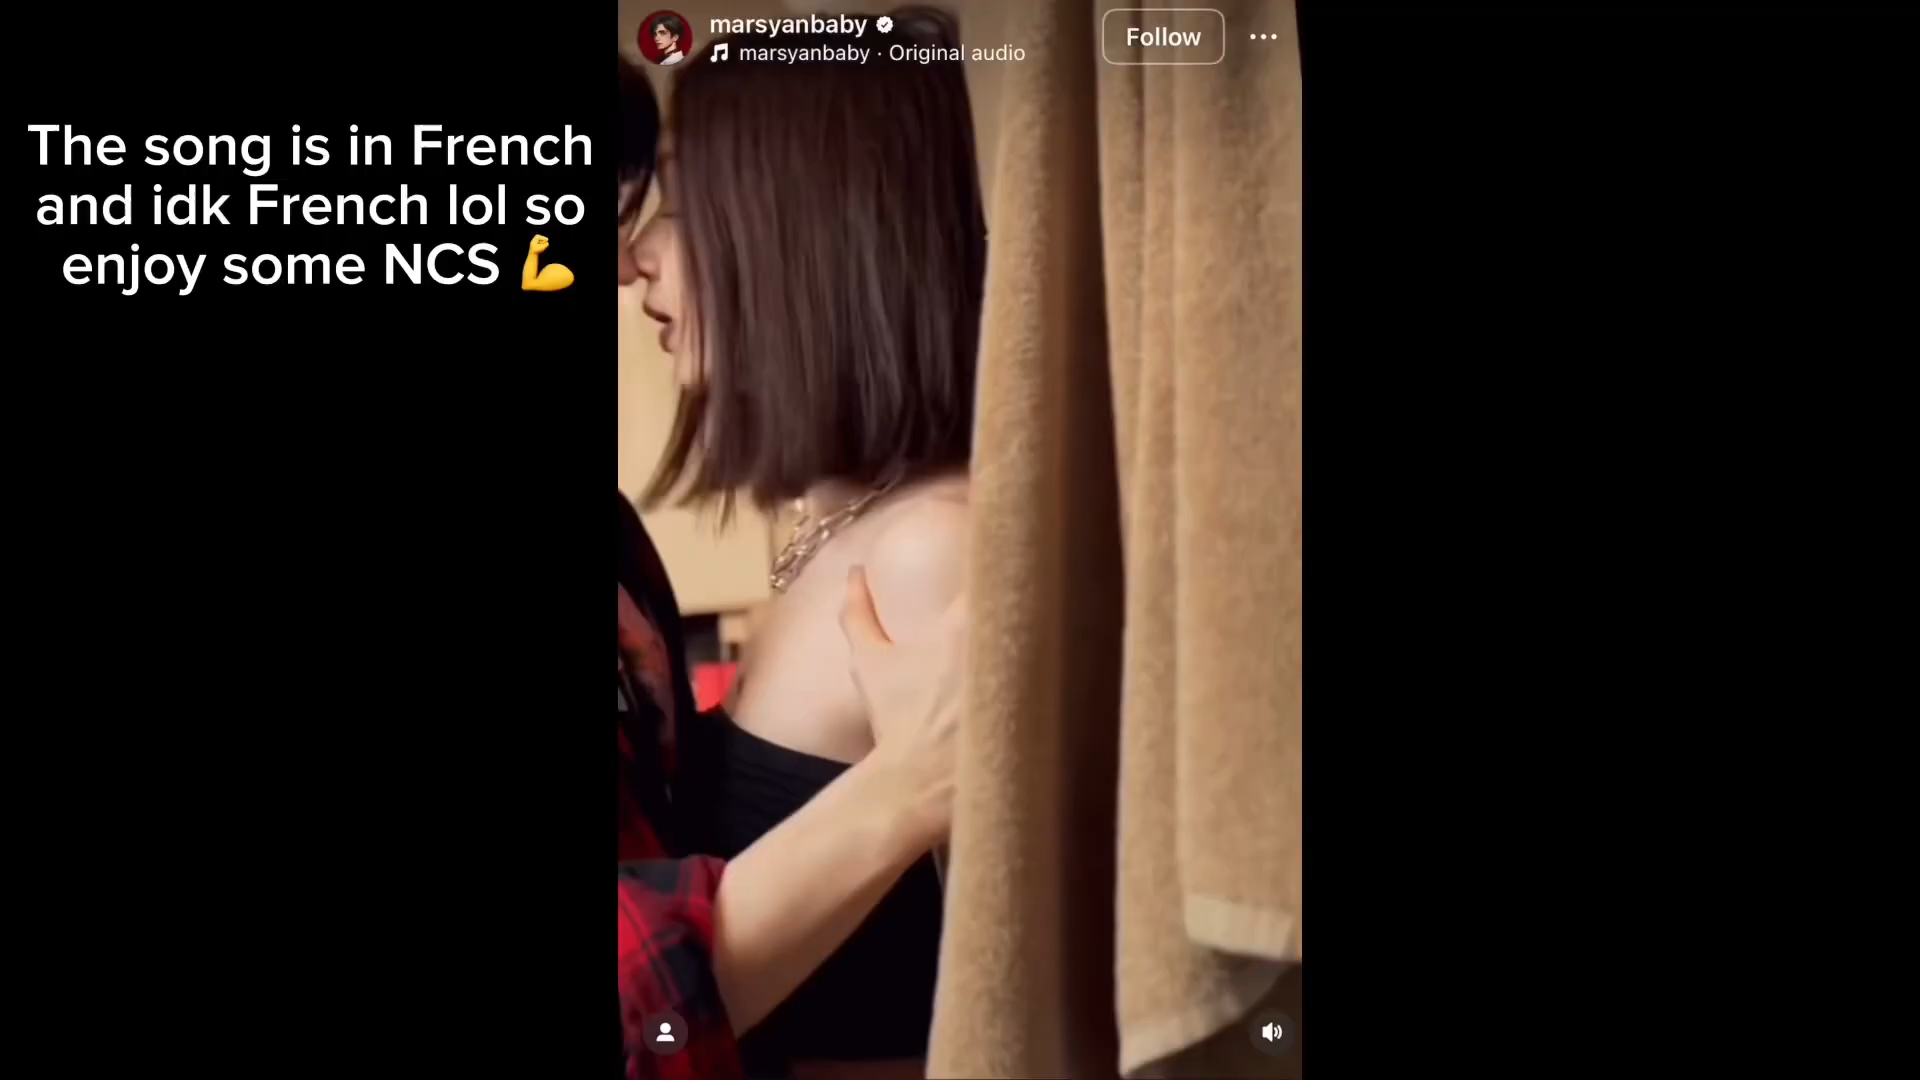 The song is in French
and idk French lol so
enjoy some NCS 💪
marsyanbaby
marsyanbaby · Original audio
Follow